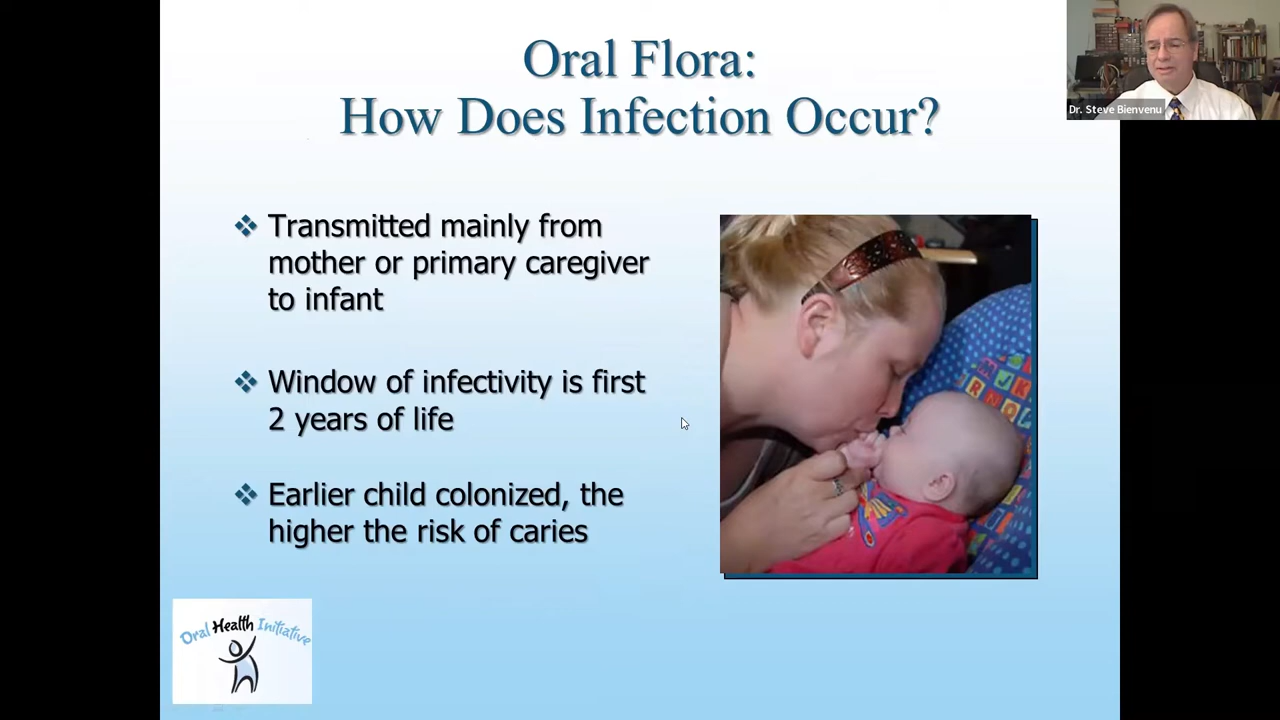 Oral Flora:
How Does Infection Occur?
Dr. Steve Bienvenu
Transmitted mainly from
mother or primary caregiver
to infant
Window of infectivity is first
2 years of life
Earlier child colonized, the
higher the risk of caries
Oral Health Initiative